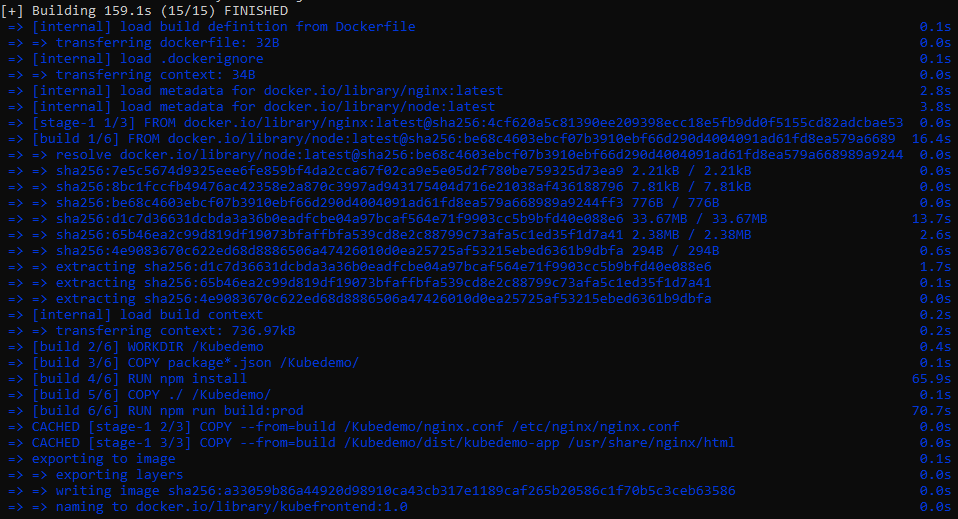 [+] Building 159.1s (15/15) FINISHED
=> [internal] load build definition from Dockerfile 0.1s
=> => transferring dockerfile: 32B 0.0s
=> [internal] load .dockerignore 0.1s
=> => transferring context: 34B 0.0s
=> [internal] load metadata for docker.io/library/nginx:latest 2.8s
=> [internal] load metadata for docker.io/library/node:latest 3.8s
=> [stage-1 1/3] FROM docker.io/library/nginx:latest@sha256:4cf620a5c81390ee209398ecc18e5fb9dd0f5155cd82adcbae53 0.0s
=> [build 1/6] FROM docker.io/library/node:latest@sha256:be68c4603ebcf07b3910ebf66d290d4004091ad61fd8ea579a6689 16.4s
=> => resolve docker.io/library/node:latest@sha256:be68c4603ebcf07b3910ebf66d290d4004091ad61fd8ea579a668989a9244 0.0s
=> => sha256:7e5c5674d9325eee6fe859bf4da2cca67f02ca9e5e05d2f780be759325d73ea9 2.21kB / 2.21kB 0.0s
=> => sha256:8bc1fccfb49476ac42358e2a870c3997ad943175404d716e21038af436188796 7.81kB / 7.81kB 0.0s
=> => sha256:be68c4603ebcf07b3910ebf66d290d4004091ad61fd8ea579a668989a9244ff3 776B / 776B 0.0s
=> => sha256:d1c7d36631dcbda3a36b0eadfcbe04a97bcaf564e71f9903cc5b9bfd40e088e6 33.67MB / 33.67MB 13.7s
=> => sha256:65b46ea2c99d819df19073bfaffbfa539cd8e2c88799c73afa5c1ed35f1d7a41 2.38MB / 2.38MB 2.6s
=> => sha256:4e9083670c622ed68d8886506a47426010d0ea25725af53215ebed6361b9dbfa 294B / 294B 0.6s
=> => extracting sha256:d1c7d36631dcbda3a36b0eadfcbe04a97bcaf564e71f9903cc5b9bfd40e088e6 1.7s
=> => extracting sha256:65b46ea2c99d819df19073bfaffbfa539cd8e2c88799c73afa5c1ed35f1d7a41 0.1s
=> => extracting sha256:4e9083670c622ed68d8886506a47426010d0ea25725af53215ebed6361b9dbfa 0.0s
=> [internal] load build context 0.2s
=> => transferring context: 736.97kB 0.2s
=> [build 2/6] WORKDIR /Kubedemo 0.4s
=> [build 3/6] COPY package*.json /Kubedemo/ 0.1s
=> [build 4/6] RUN npm install 65.9s
=> [build 5/6] COPY ./ /Kubedemo/ 0.1s
=> [build 6/6] RUN npm run build:prod 70.7s
=> CACHED [stage-1 2/3] COPY --from=build /Kubedemo/nginx.conf /etc/nginx/nginx.conf 0.0s
=> CACHED [stage-1 3/3] COPY --from=build /Kubedemo/dist/kubedemo-app /usr/share/nginx/html 0.0s
=> exporting to image 0.1s
=> => exporting layers 0.0s
=> => writing image sha256:a33059b86a44920d98910ca43cb317e1189caf265b20586c1f70b5c3ceb63586 0.0s
=> => naming to docker.io/library/kubefrontend:1.0 0.0s